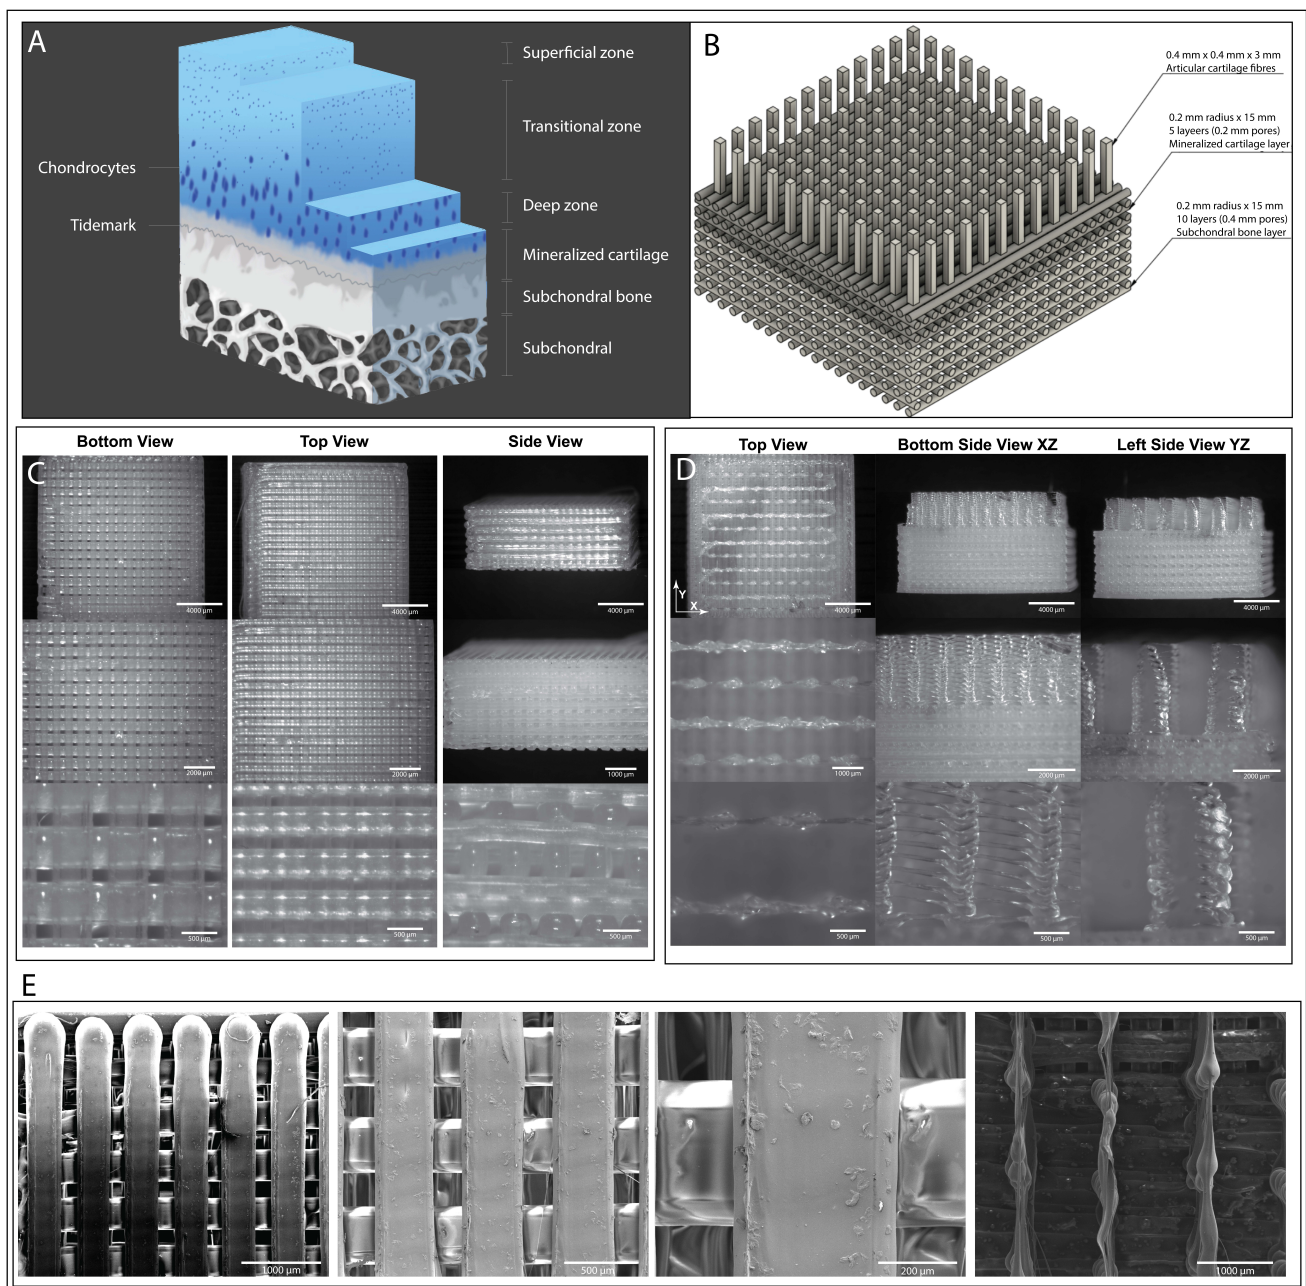 A
Superficial zone
Transitional zone
Chondrocytes
Deep zone
Tidemark
Mineralized cartilage
Subchondral bone
Subchondral
B
0.4 mm x 0.4 mm x 3 mm
Articular cartilage fibres
0.2 mm radius x 15 mm
5 layeers (0.2 mm pores)
Mineralized cartilage layer
0.2 mm radius x 15 mm
10 layers (0.4 mm pores)
Subchondral bone layer
Bottom View
Top View
Side View
C
4000 µm
4000 µm
4000 µm
2000 µm
2000 µm
1000 µm
500 µm
500 µm
500 µm
Top View
Bottom Side View XZ
Left Side View YZ
D
Y
X
4000 µm
4000 µm
4000 µm
1000 µm
2000 µm
2000 µm
500 µm
500 µm
500 µm
E
1000 µm
500 µm
200 µm
1000 µm